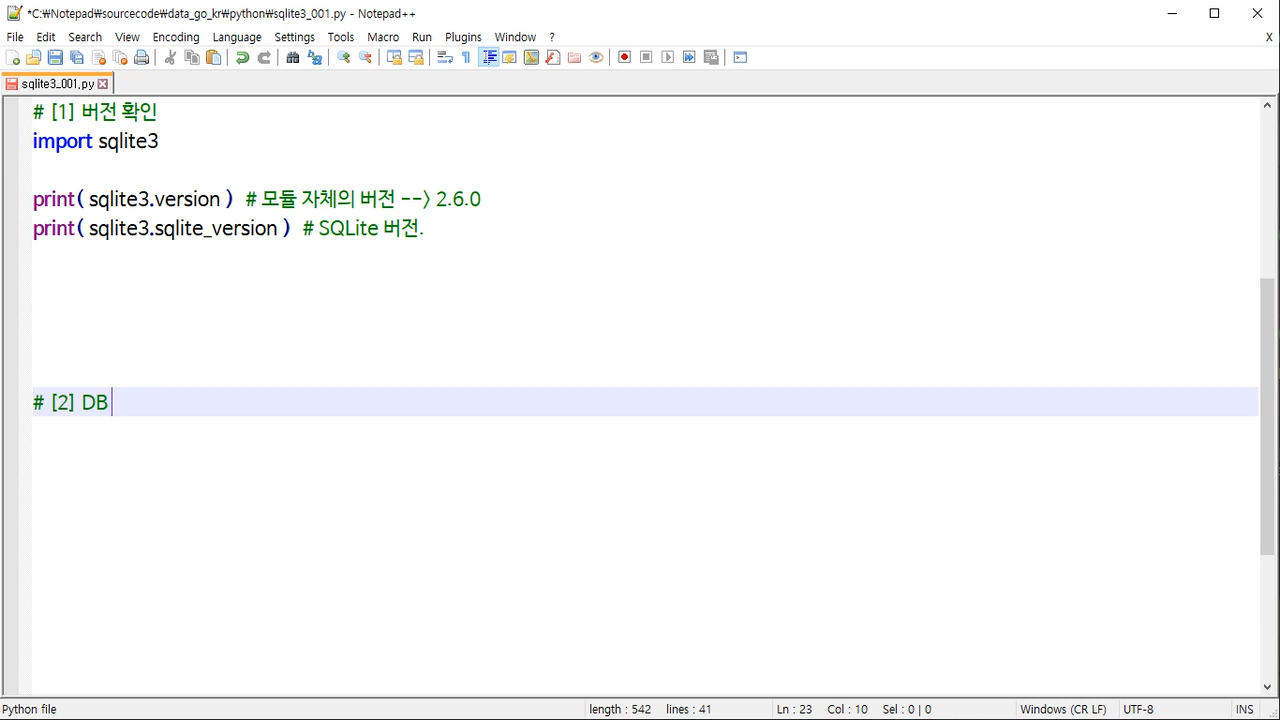 *C:₩Notepad₩sourcecode₩data_go_kr₩python₩sqlite3_001.py - Notepad++
File Edit Search View Encoding Language Settings Tools Macro Run Plugins Window ? X
sqlite3_001.py
# [1] 버전 확인
import sqlite3
print( sqlite3.version ) # 모듈 자체의 버전 --> 2.6.0
print( sqlite3.sqlite_version ) # SQLite 버전.
# [2] DB
Python file length : 542 lines : 41 Ln : 23 Col : 10 Sel : 0 | 0 Windows (CR LF) UTF-8 INS